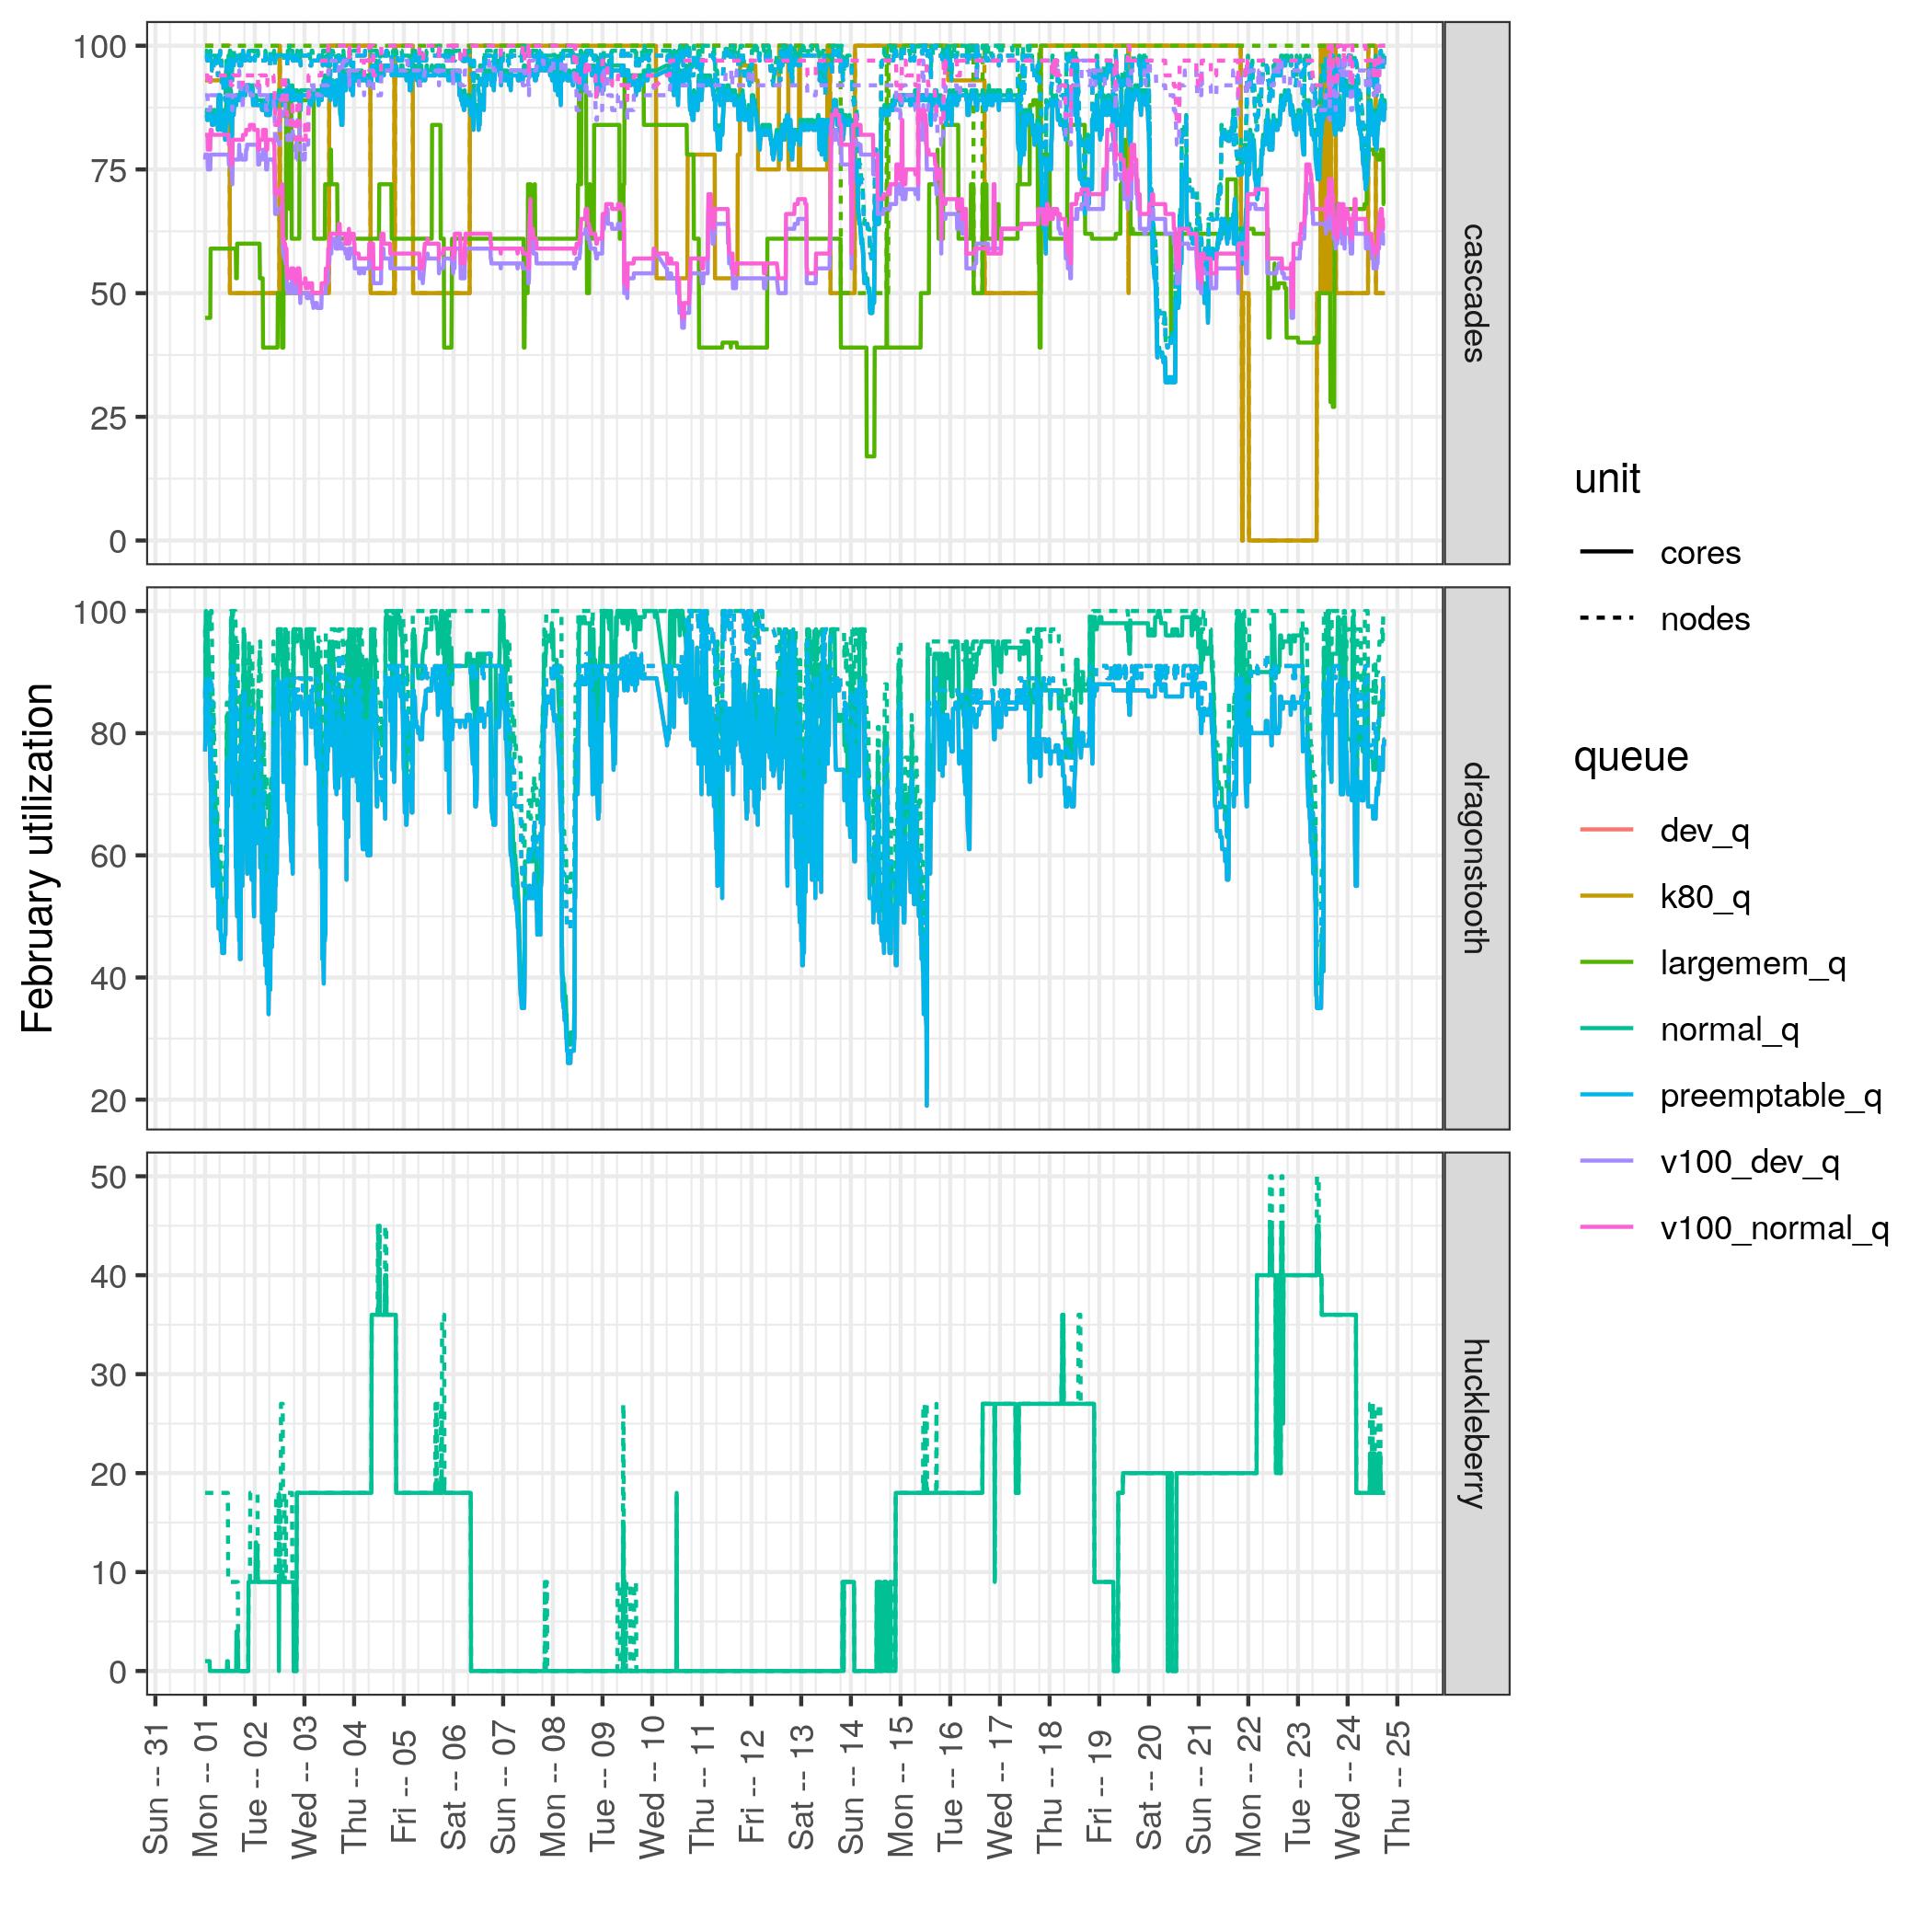 100
75
50
25
0
cascades
100
80
60
40
20
dragonstooth
50
40
30
20
10
0
huckleberry
February utilization
Sun -- 31
Mon -- 01
Tue -- 02
Wed -- 03
Thu -- 04
Fri -- 05
Sat -- 06
Sun -- 07
Mon -- 08
Tue -- 09
Wed -- 10
Thu -- 11
Fri -- 12
Sat -- 13
Sun -- 14
Mon -- 15
Tue -- 16
Wed -- 17
Thu -- 18
Fri -- 19
Sat -- 20
Sun -- 21
Mon -- 22
Tue -- 23
Wed -- 24
Thu -- 25
unit
cores
nodes
queue
dev_q
k80_q
largemem_q
normal_q
preemptable_q
v100_dev_q
v100_normal_q